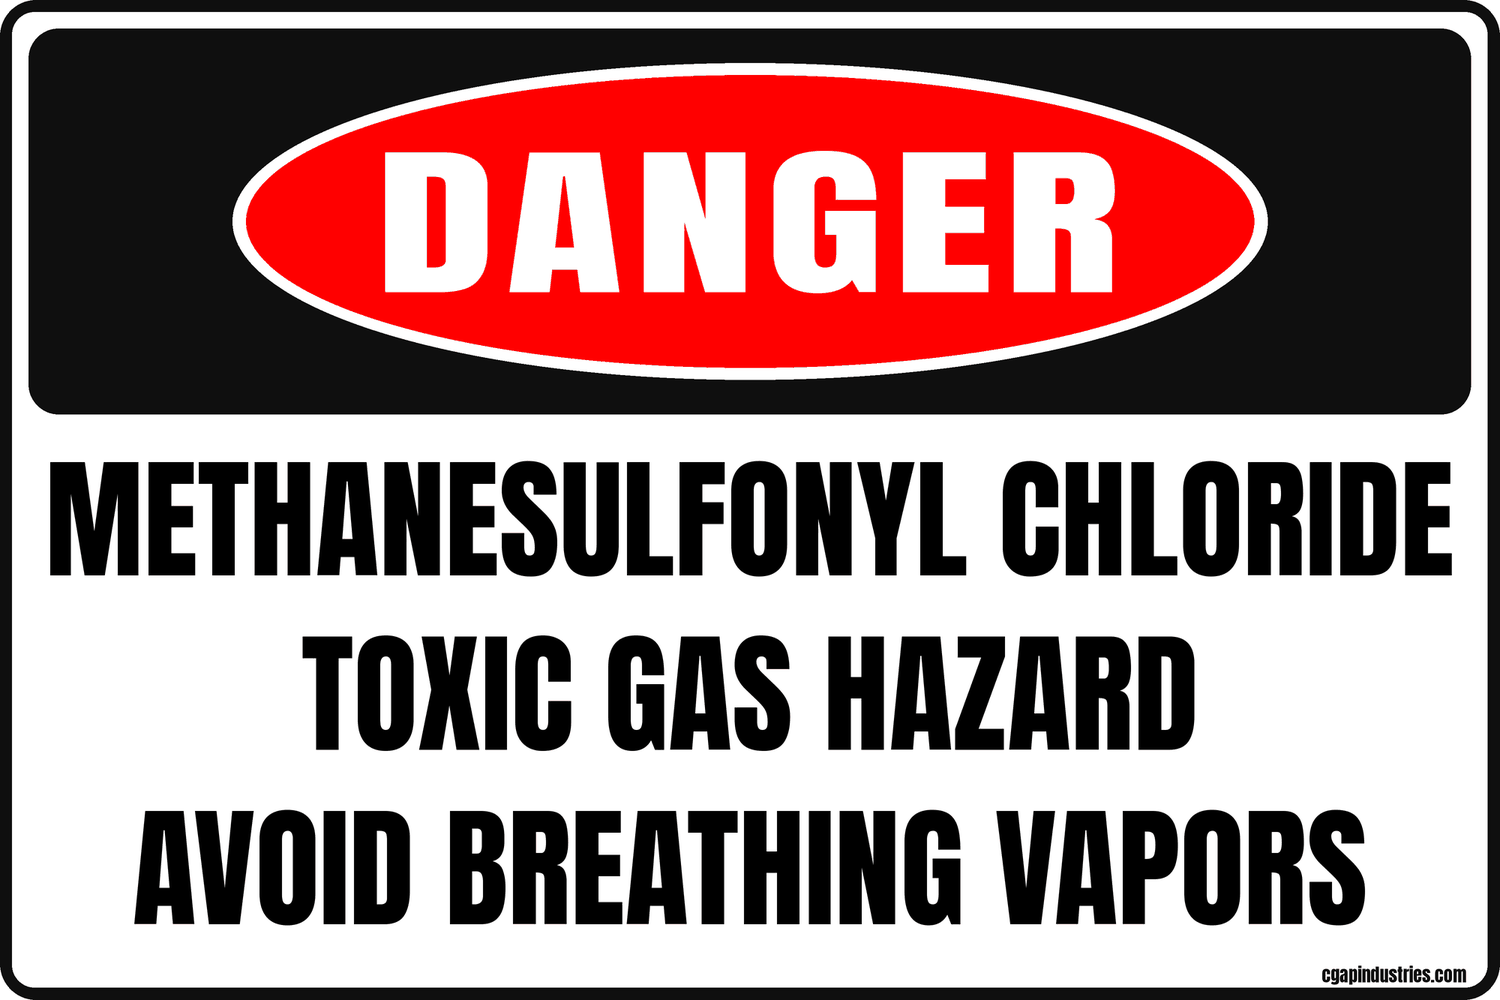 DANGER
METHANESULFONYL CHLORIDE
TOXIC GAS HAZARD
AVOID BREATHING VAPORS
cgapindustries.com